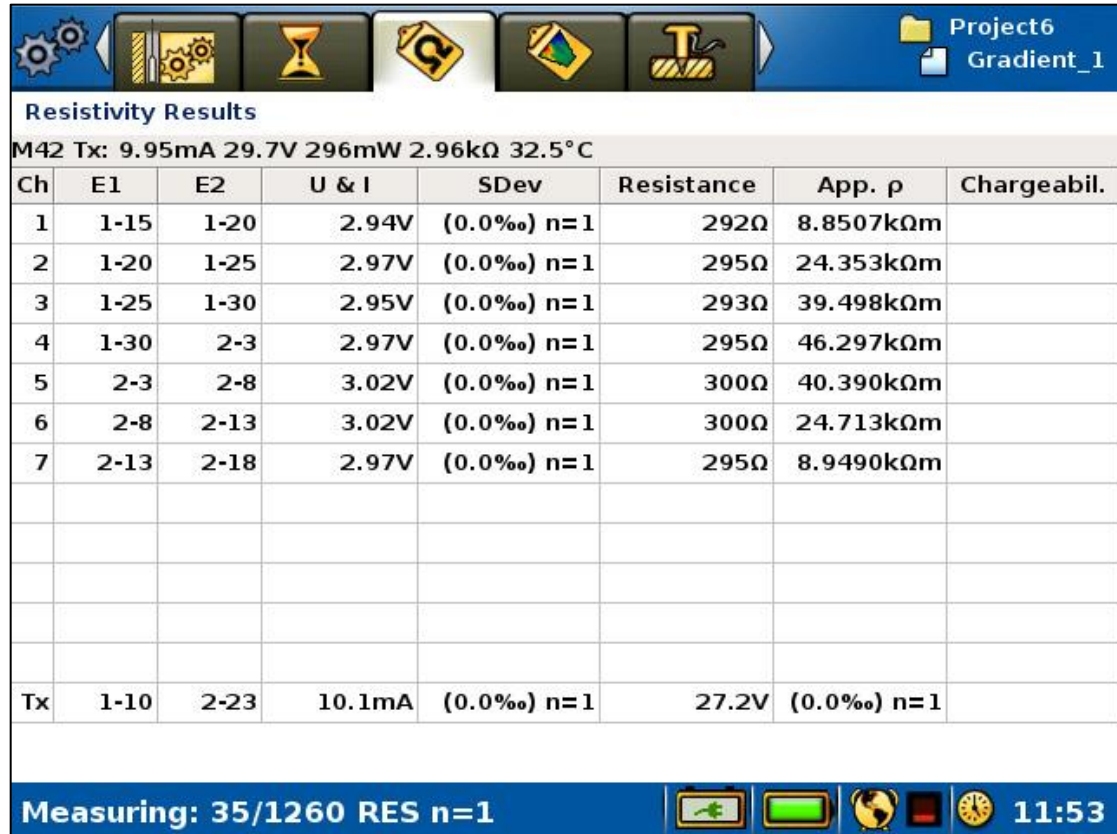 Project6
Gradient_1
Resistivity Results
M42 Tx: 9.95mA 29.7V 296mW 2.96kΩ 32.5°C
Ch E1 E2 U & I SDev Resistance App. ρ Chargeabil.
1 1-15 1-20 2.94V (0.0‰) n=1 292Ω 8.8507kΩm
2 1-20 1-25 2.97V (0.0‰) n=1 295Ω 24.353kΩm
3 1-25 1-30 2.95V (0.0‰) n=1 293Ω 39.498kΩm
4 1-30 2-3 2.97V (0.0‰) n=1 295Ω 46.297kΩm
5 2-3 2-8 3.02V (0.0‰) n=1 300Ω 40.390kΩm
6 2-8 2-13 3.02V (0.0‰) n=1 300Ω 24.713kΩm
7 2-13 2-18 2.97V (0.0‰) n=1 295Ω 8.9490kΩm
Tx 1-10 2-23 10.1mA (0.0‰) n=1 27.2V (0.0‰) n=1
Measuring: 35/1260 RES n=1 11:53